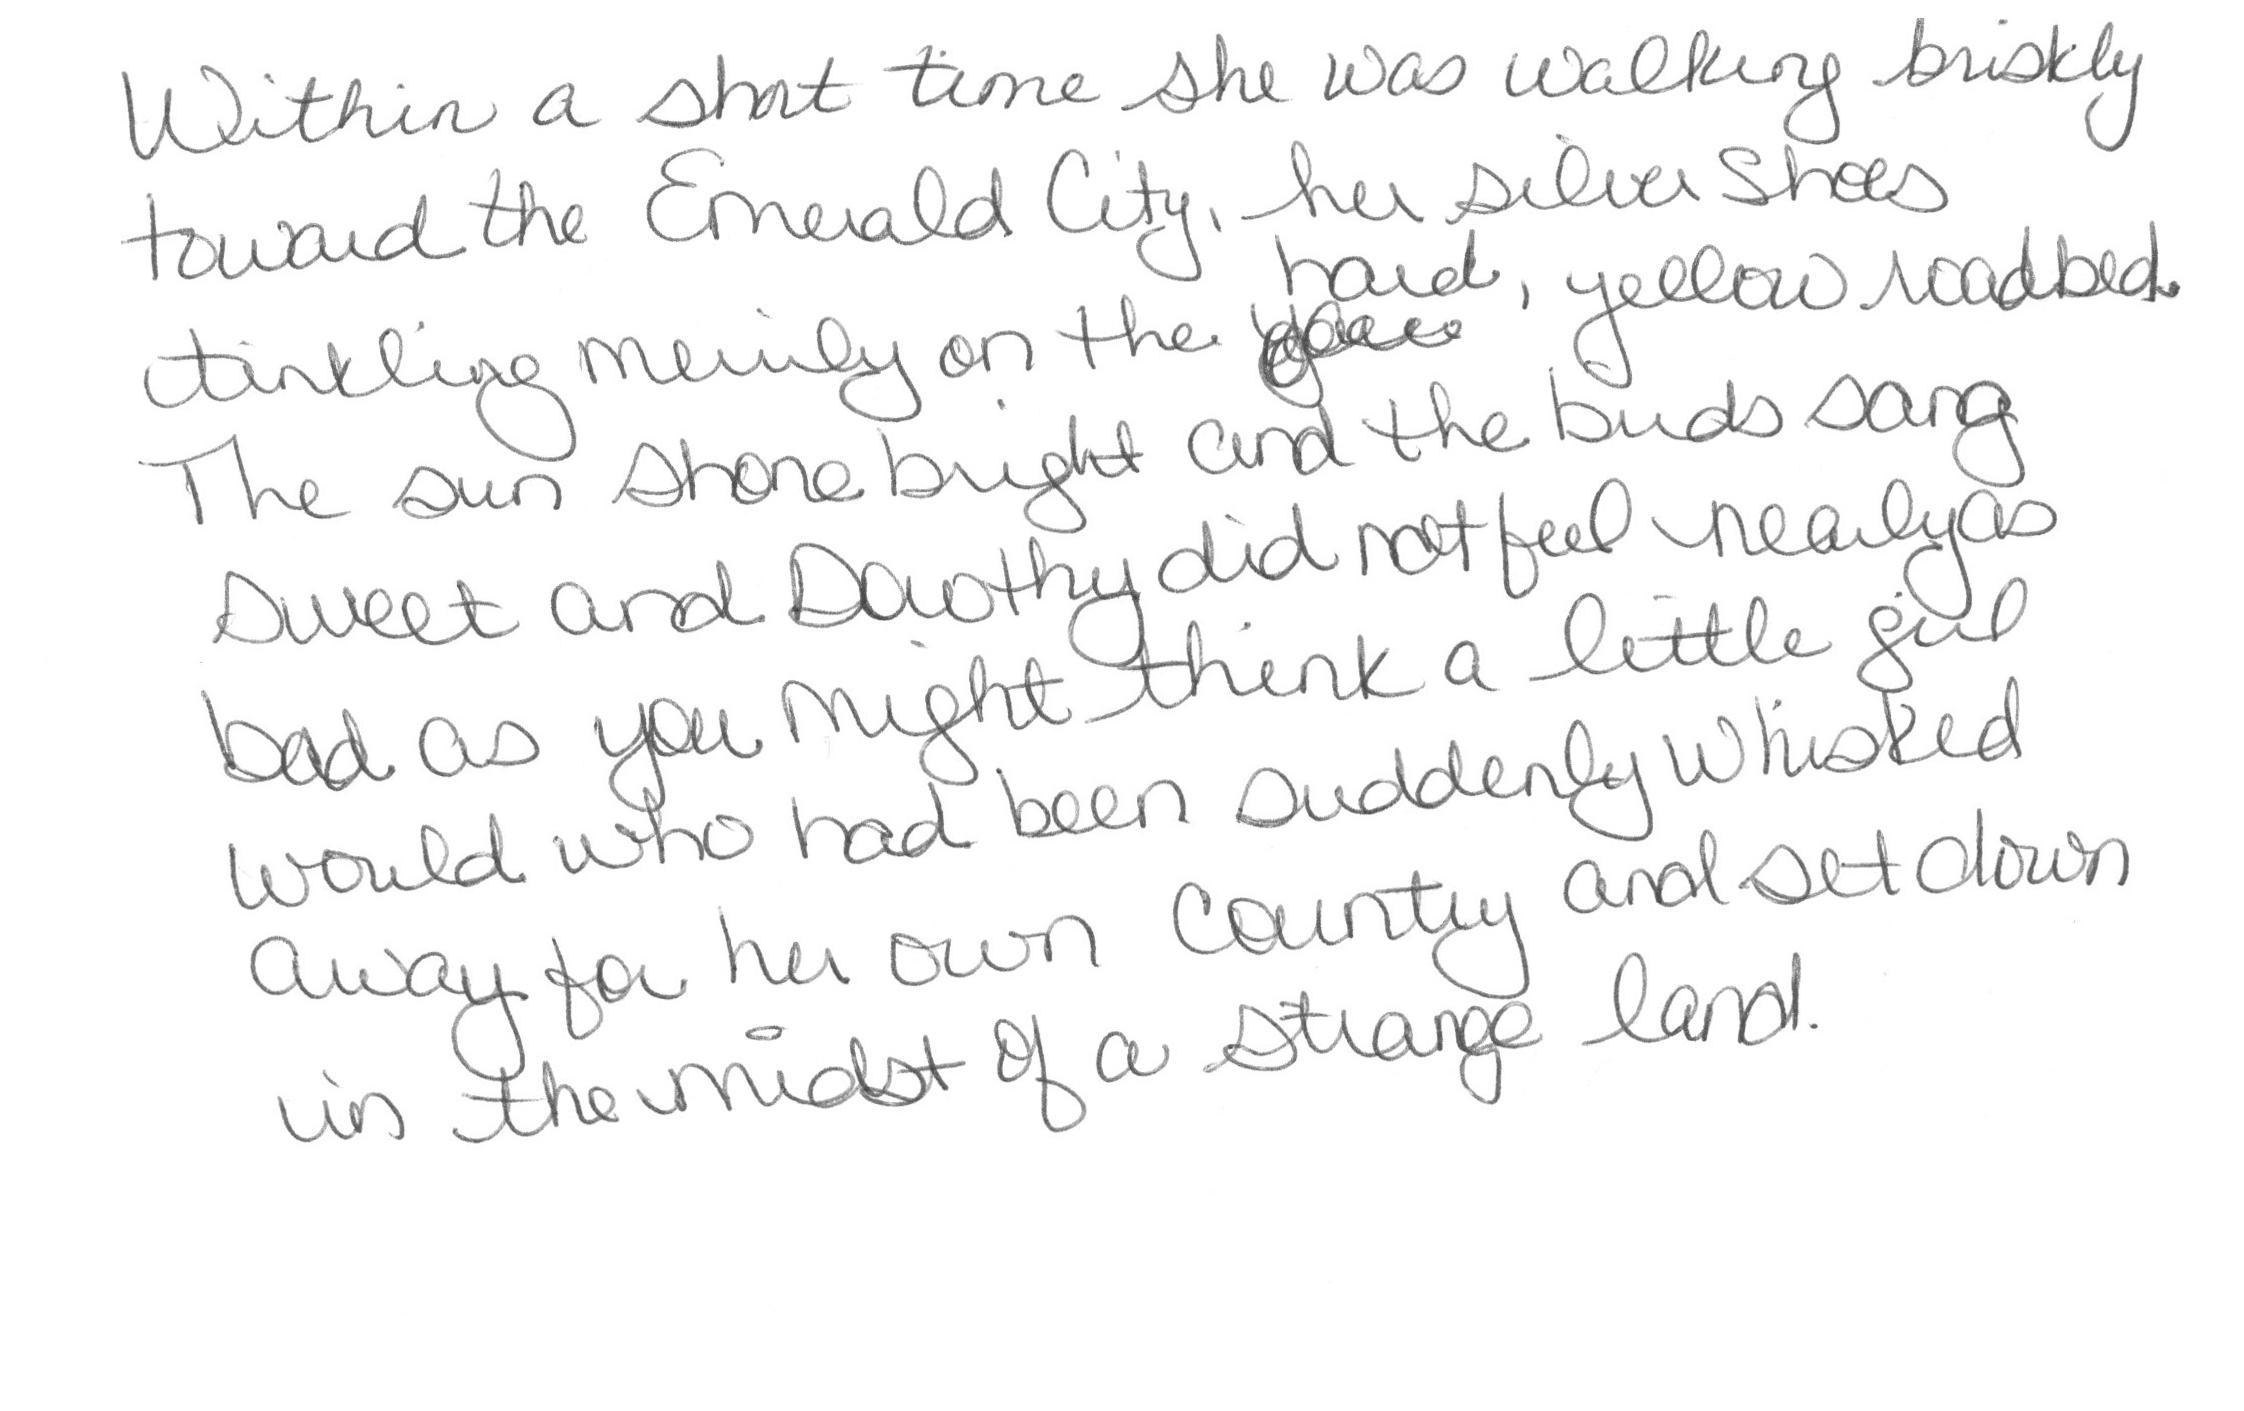 Within a short time she was walking briskly
toward the Emerald City, her silver shoes
tinkling merrily on the hard, yellow roadbed.
The sun shone bright and the birds sang
sweet and Dorothy did not feel nearly as
bad as you might think a little girl
would who had been suddenly whisked
away for her own country and set down
in the midst of a strange land.